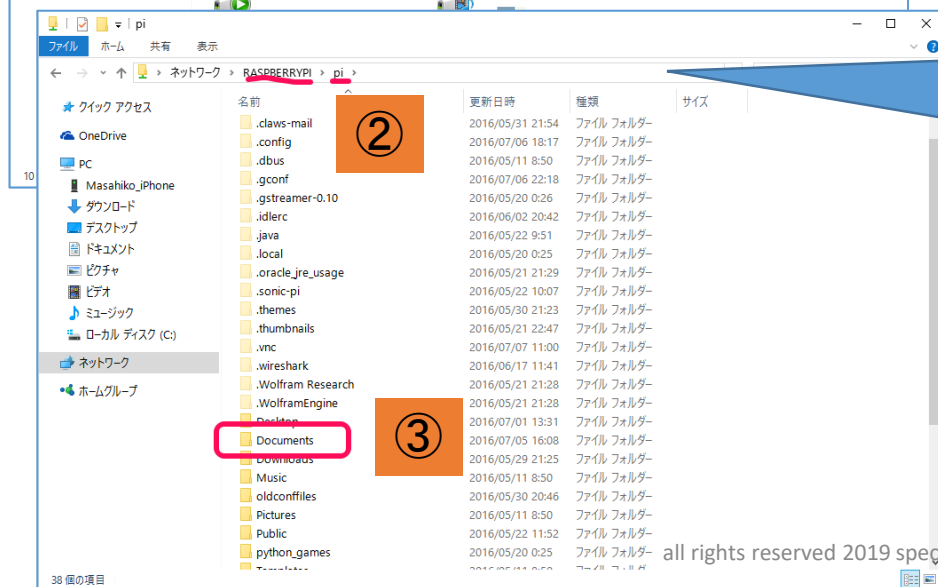 pi
ファイル ホーム 共有 表示
ネットワーク › RASPBERRYPI › pi ›
名前 更新日時 種類 サイズ
クイック アクセス
OneDrive
PC
Masahiko_iPhone
ダウンロード
デスクトップ
ドキュメント
ピクチャ
ビデオ
ミュージック
ローカル ディスク (C:)
ネットワーク
ホームグループ
10
②
③
.claws-mail 2016/05/31 21:54 ファイル フォルダー
.config 2016/07/06 18:17 ファイル フォルダー
.dbus 2016/05/11 8:50 ファイル フォルダー
.gconf 2016/07/06 22:18 ファイル フォルダー
.gstreamer-0.10 2016/05/20 0:26 ファイル フォルダー
.idlerc 2016/06/02 20:42 ファイル フォルダー
.java 2016/05/22 9:51 ファイル フォルダー
.local 2016/05/20 0:25 ファイル フォルダー
.oracle_jre_usage 2016/05/21 21:29 ファイル フォルダー
.sonic-pi 2016/05/22 10:07 ファイル フォルダー
.themes 2016/05/30 21:23 ファイル フォルダー
.thumbnails 2016/05/21 22:47 ファイル フォルダー
.vnc 2016/07/07 11:00 ファイル フォルダー
.wireshark 2016/06/17 11:41 ファイル フォルダー
.Wolfram Research 2016/05/21 21:28 ファイル フォルダー
.WolframEngine 2016/05/21 21:28 ファイル フォルダー
Desktop 2016/07/01 13:31 ファイル フォルダー
Documents 2016/07/05 16:08 ファイル フォルダー
Downloads 2016/05/29 21:25 ファイル フォルダー
Music 2016/05/11 8:50 ファイル フォルダー
oldconffiles 2016/05/30 20:46 ファイル フォルダー
Pictures 2016/05/11 8:50 ファイル フォルダー
Public 2016/05/22 11:52 ファイル フォルダー
python_games 2016/05/20 0:25 ファイル フォルダー
all rights reserved 2019
38 個の項目